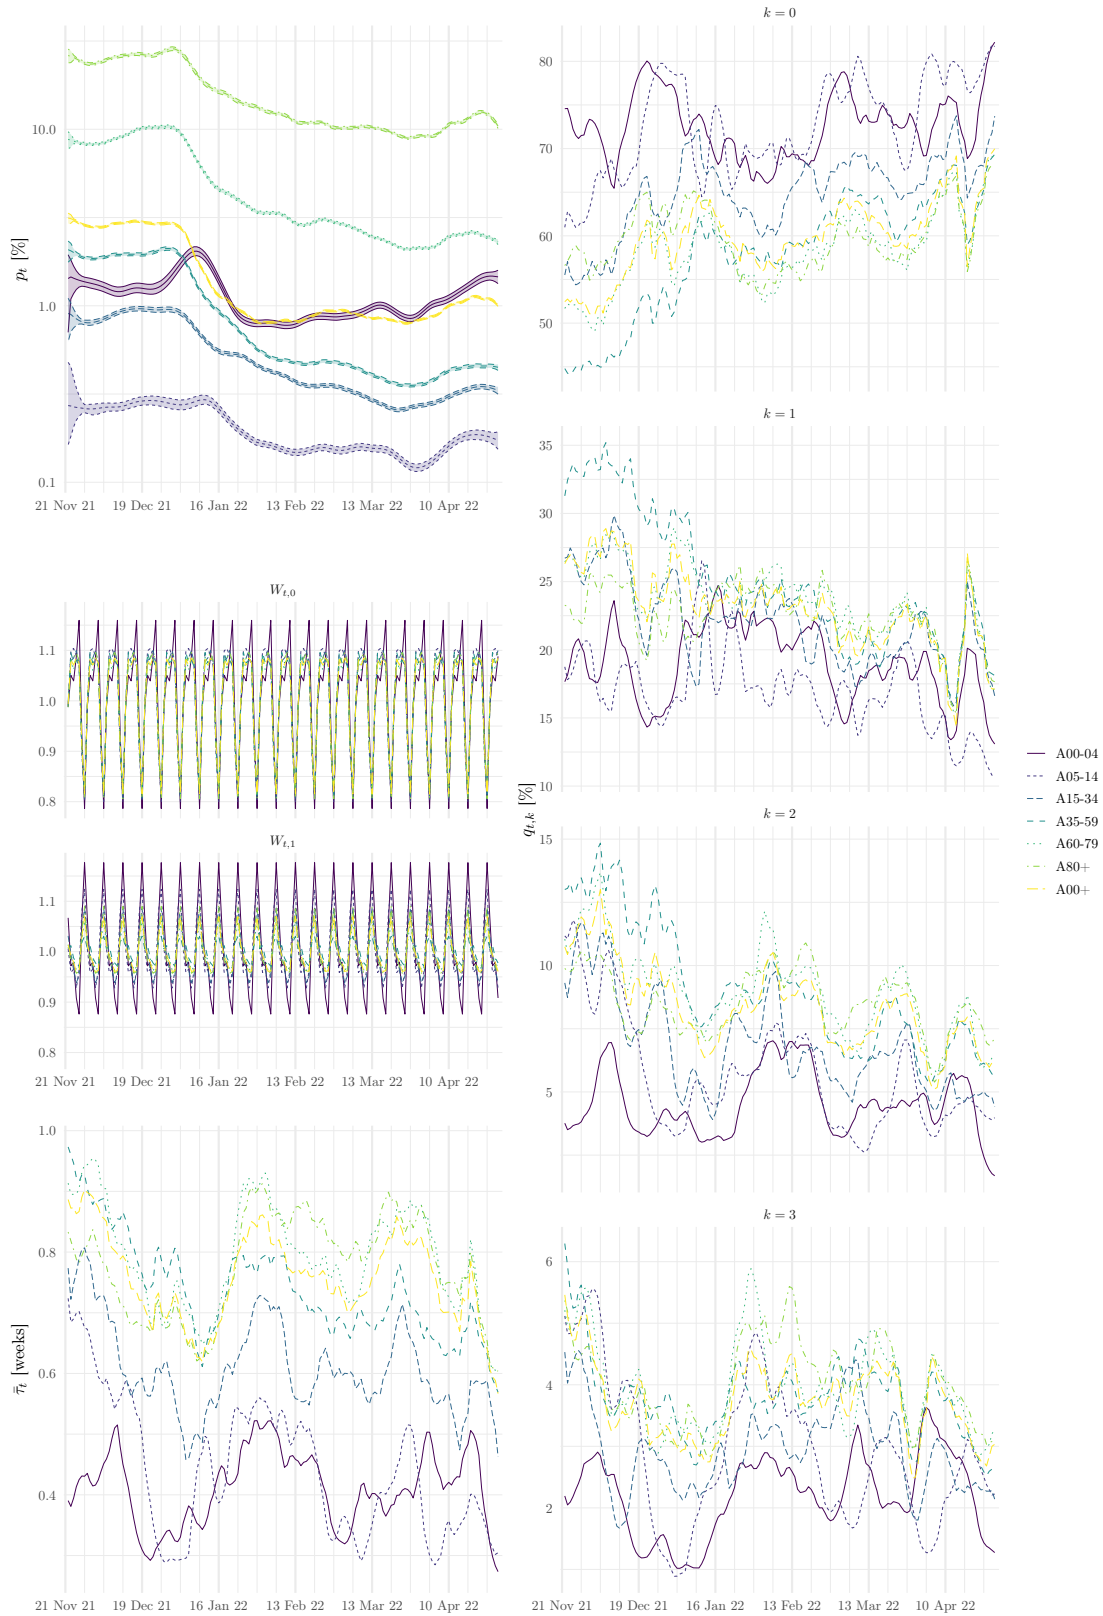 p_t [%]
10.0
1.0
0.1
21 Nov 21 19 Dec 21 16 Jan 22 13 Feb 22 13 Mar 22 10 Apr 22
W_{t,0}
1.1
1.0
0.9
0.8
W_{t,1}
1.1
1.0
0.9
0.8
21 Nov 21 19 Dec 21 16 Jan 22 13 Feb 22 13 Mar 22 10 Apr 22
τ̄_t [weeks]
1.0
0.8
0.6
0.4
21 Nov 21 19 Dec 21 16 Jan 22 13 Feb 22 13 Mar 22 10 Apr 22
q_{t,k} [%]
k = 0
80
70
60
50
k = 1
35
30
25
20
15
10
k = 2
15
10
5
k = 3
6
4
2
21 Nov 21 19 Dec 21 16 Jan 22 13 Feb 22 13 Mar 22 10 Apr 22
A00-04
A05-14
A15-34
A35-59
A60-79
A80+
A00+